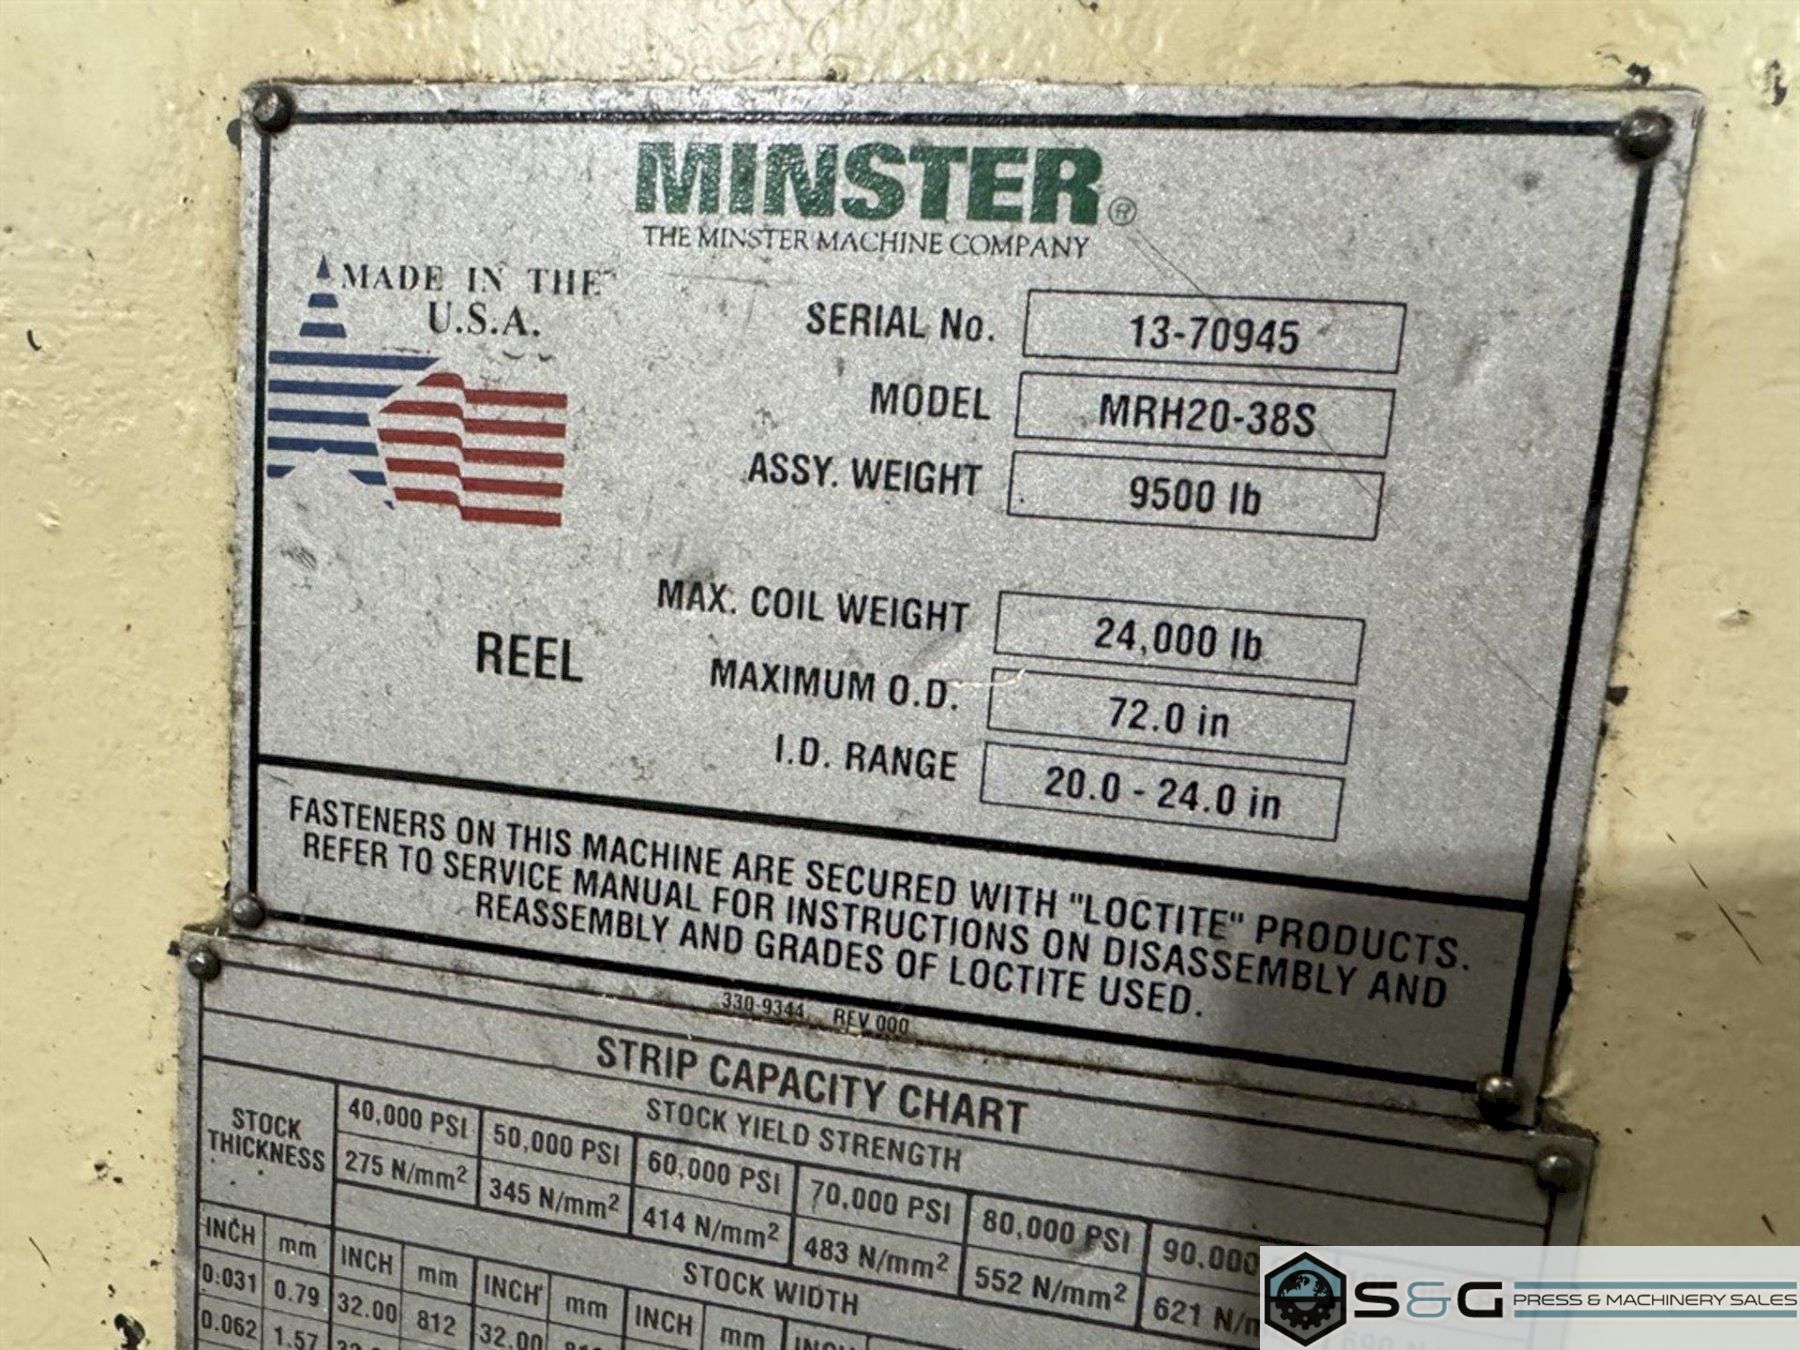 MINSTER®
THE MINSTER MACHINE COMPANY
MADE IN THE
U.S.A.
SERIAL No. 13-70945
MODEL MRH20-38S
ASSY. WEIGHT 9500 lb
MAX. COIL WEIGHT 24,000 lb
REEL
MAXIMUM O.D. 72.0 in
I.D. RANGE 20.0 - 24.0 in
FASTENERS ON THIS MACHINE ARE SECURED WITH "LOCTITE" PRODUCTS.
REFER TO SERVICE MANUAL FOR INSTRUCTIONS ON DISASSEMBLY AND
REASSEMBLY AND GRADES OF LOCTITE USED.
330-9344 REV 000
STRIP CAPACITY CHART
STOCK THICKNESS
STOCK YIELD STRENGTH
40,000 PSI 50,000 PSI 60,000 PSI 70,000 PSI 80,000 PSI 90.000
275 N/mm² 345 N/mm² 414 N/mm² 483 N/mm² 552 N/mm² 621
STOCK WIDTH
INCH mm INCH mm INCH mm INCH mm INCH
0.031 0.79 32.00 812 32.00
0.062 1.57
S&G PRESS & MACHINERY SALES